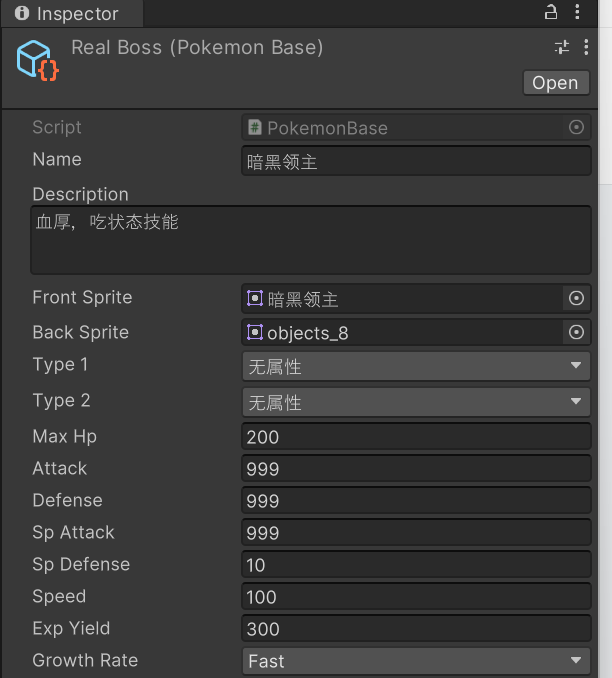 Inspector
Real Boss (Pokemon Base)
Open
Script PokemonBase
Name 暗黑领主
Description
血厚，吃状态技能
Front Sprite 暗黑领主
Back Sprite objects_8
Type 1 无属性
Type 2 无属性
Max Hp 200
Attack 999
Defense 999
Sp Attack 999
Sp Defense 10
Speed 100
Exp Yield 300
Growth Rate Fast